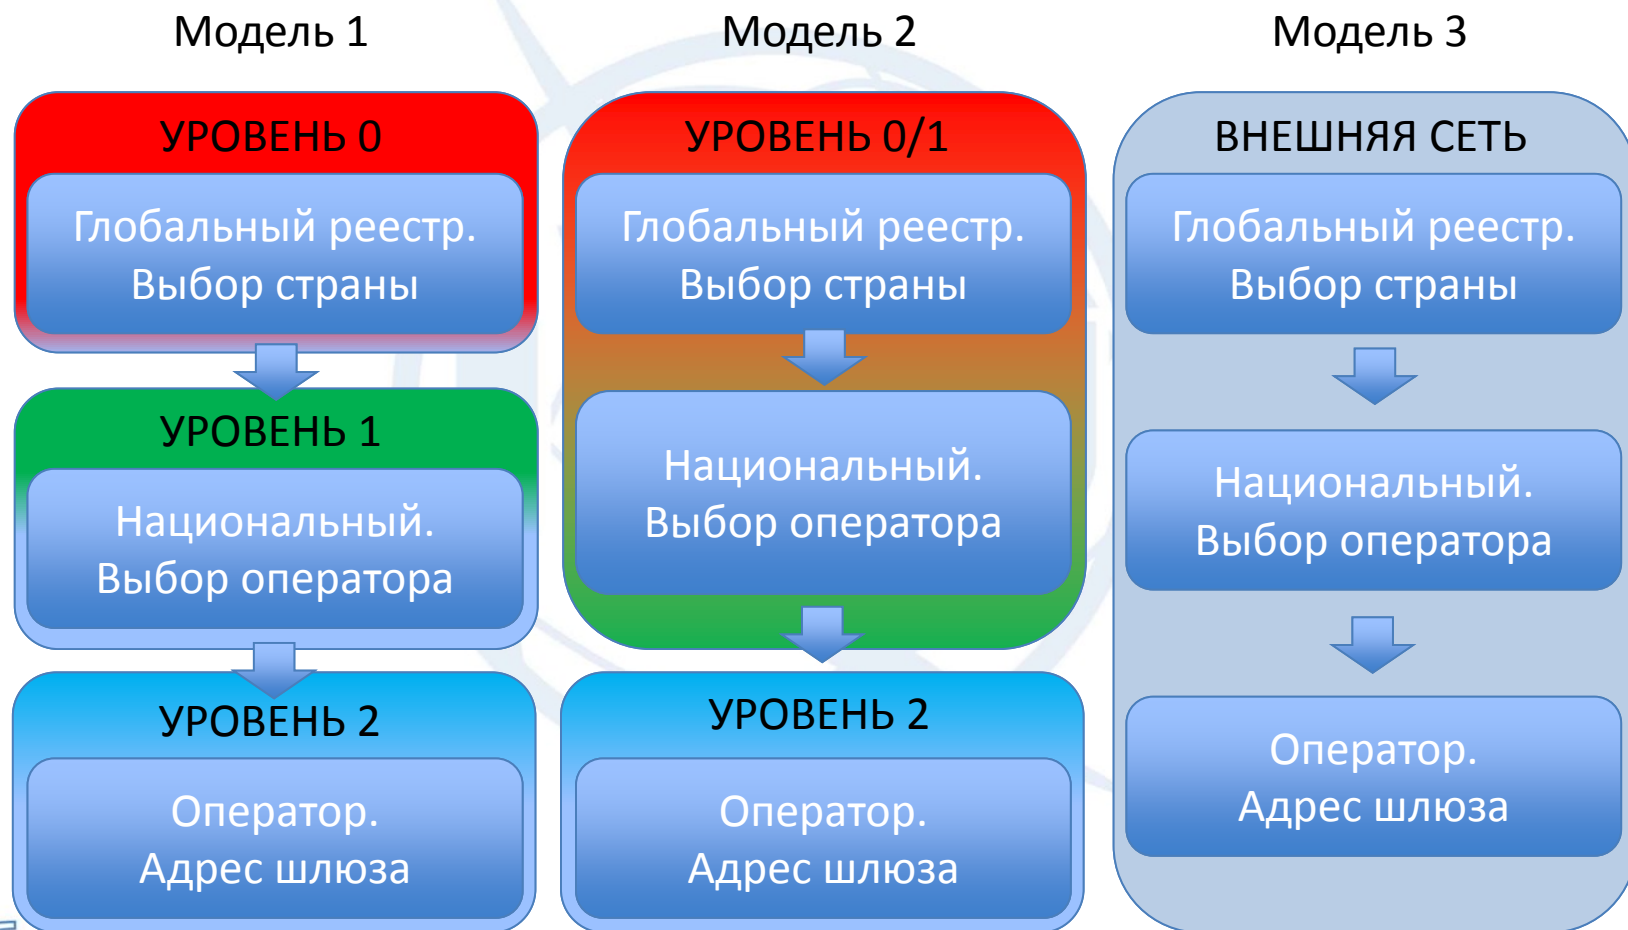 Модель 1
УРОВЕНЬ 0
Глобальный реестр.
Выбор страны
УРОВЕНЬ 1
Национальный.
Выбор оператора
УРОВЕНЬ 2
Оператор.
Адрес шлюза
Модель 2
УРОВЕНЬ 0/1
Глобальный реестр.
Выбор страны
Национальный.
Выбор оператора
УРОВЕНЬ 2
Оператор.
Адрес шлюза
Модель 3
ВНЕШНЯЯ СЕТЬ
Глобальный реестр.
Выбор страны
Национальный.
Выбор оператора
Оператор.
Адрес шлюза